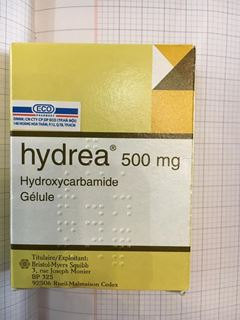 ECO
PHARMACY
hydrea® 500 mg
Hydroxycarbamide
Gélule
Titulaire/Exploitant:
Bristol-Myers Squibb
3, rue Joseph Monier
BP 325
92506 Rueil-Malmaison Cedex